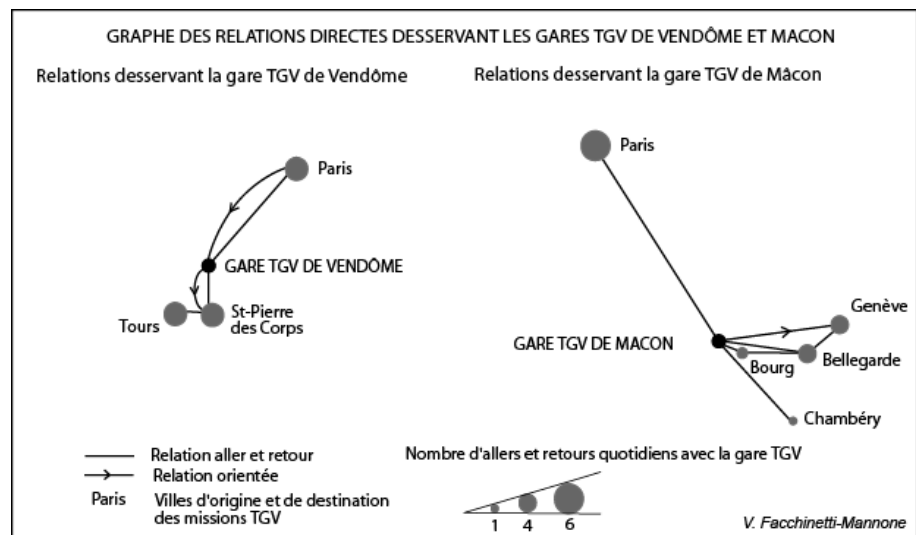 GRAPHE DES RELATIONS DIRECTES DESSERVANT LES GARES TGV DE VENDÔME ET MACON
Relations desservant la gare TGV de Vendôme
Relations desservant la gare TGV de Mâcon
Paris
GARE TGV DE VENDÔME
Tours
St-Pierre
des Corps
Paris
Genève
GARE TGV DE MACON
Bourg
Bellegarde
Chambéry
Relation aller et retour
Relation orientée
Paris
Villes d'origine et de destination
des missions TGV
Nombre d'allers et retours quotidiens avec la gare TGV
1 4 6
V. Facchinetti-Mannone